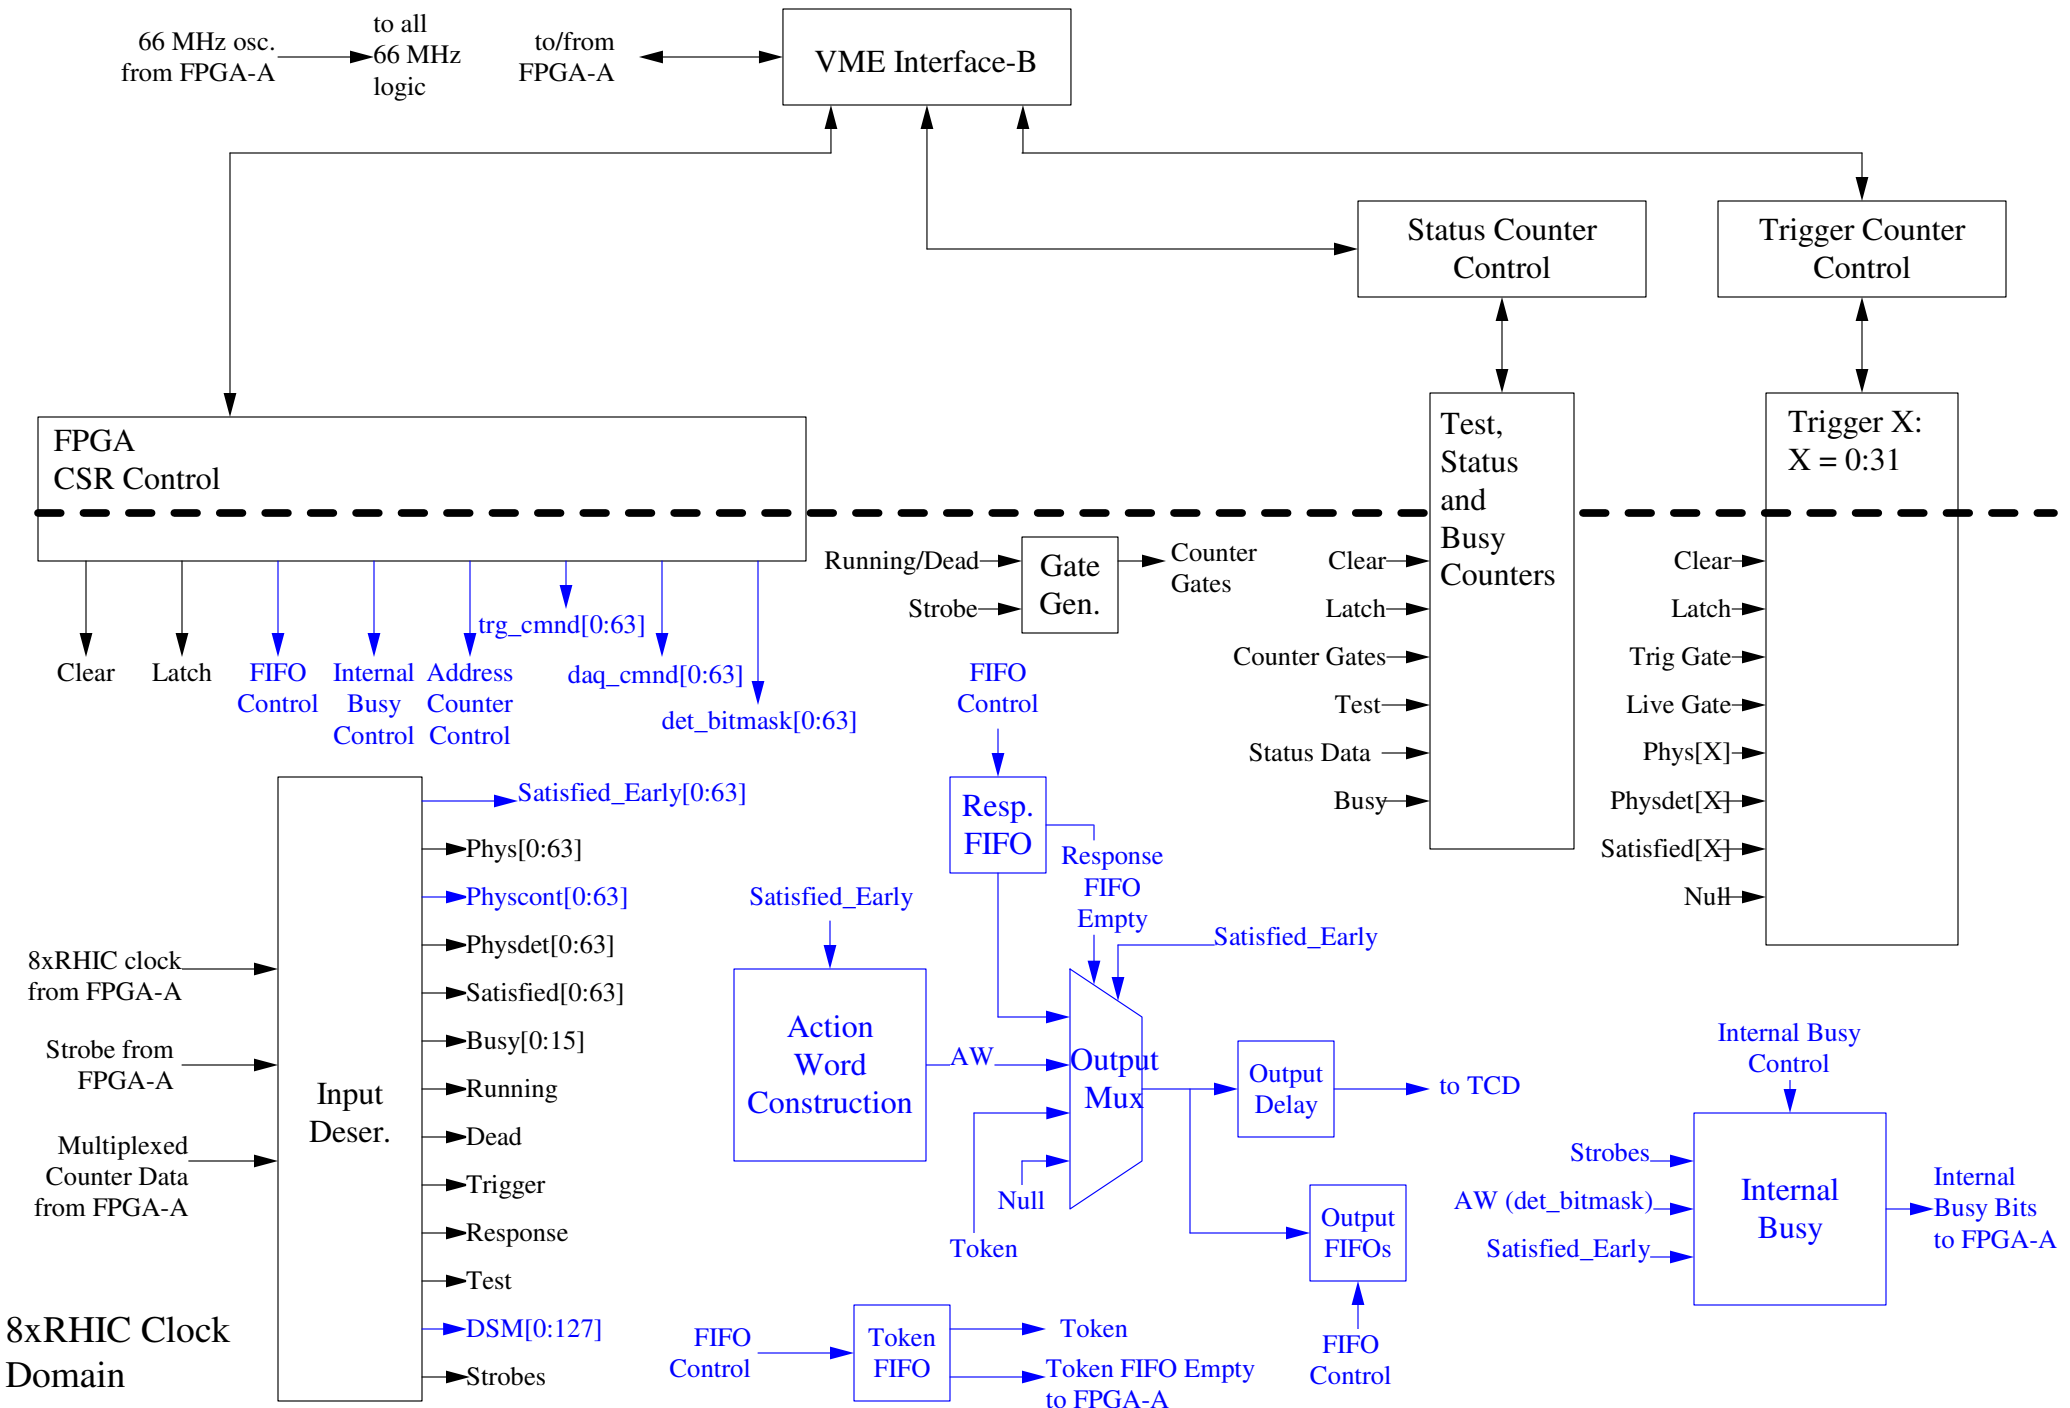 66 MHz osc.
from FPGA-A
to all
66 MHz
logic
to/from
FPGA-A
VME Interface-B
Status Counter
Control
Trigger Counter
Control
FPGA
CSR Control
Test,
Status
and
Busy
Counters
Trigger X:
X = 0:31
Running/Dead
Strobe
Gate
Gen.
Counter
Gates
Clear
Latch
Counter Gates
Test
Status Data
Busy
Clear
Latch
Trig Gate
Live Gate
Phys[X]
Physdet[X]
Satisfied[X]
Null
Clear
Latch
FIFO
Control
Internal
Busy
Control
Address
Counter
Control
trg_cmnd[0:63]
daq_cmnd[0:63]
det_bitmask[0:63]
FIFO
Control
Resp.
FIFO
Response
FIFO
Empty
Satisfied_Early
Satisfied_Early
8xRHIC clock
from FPGA-A
Strobe from
FPGA-A
Multiplexed
Counter Data
from FPGA-A
Input
Deser.
Satisfied_Early[0:63]
Phys[0:63]
Physcont[0:63]
Physdet[0:63]
Satisfied[0:63]
Busy[0:15]
Running
Dead
Trigger
Response
Test
DSM[0:127]
Strobes
Action
Word
Construction
AW
Output
Mux
Null
Token
Output
Delay
to TCD
Output
FIFOs
FIFO
Control
Internal Busy
Control
Strobes
AW (det_bitmask)
Satisfied_Early
Internal
Busy
Internal
Busy Bits
to FPGA-A
FIFO
Control
Token
FIFO
Token
Token FIFO Empty
to FPGA-A
8xRHIC Clock
Domain